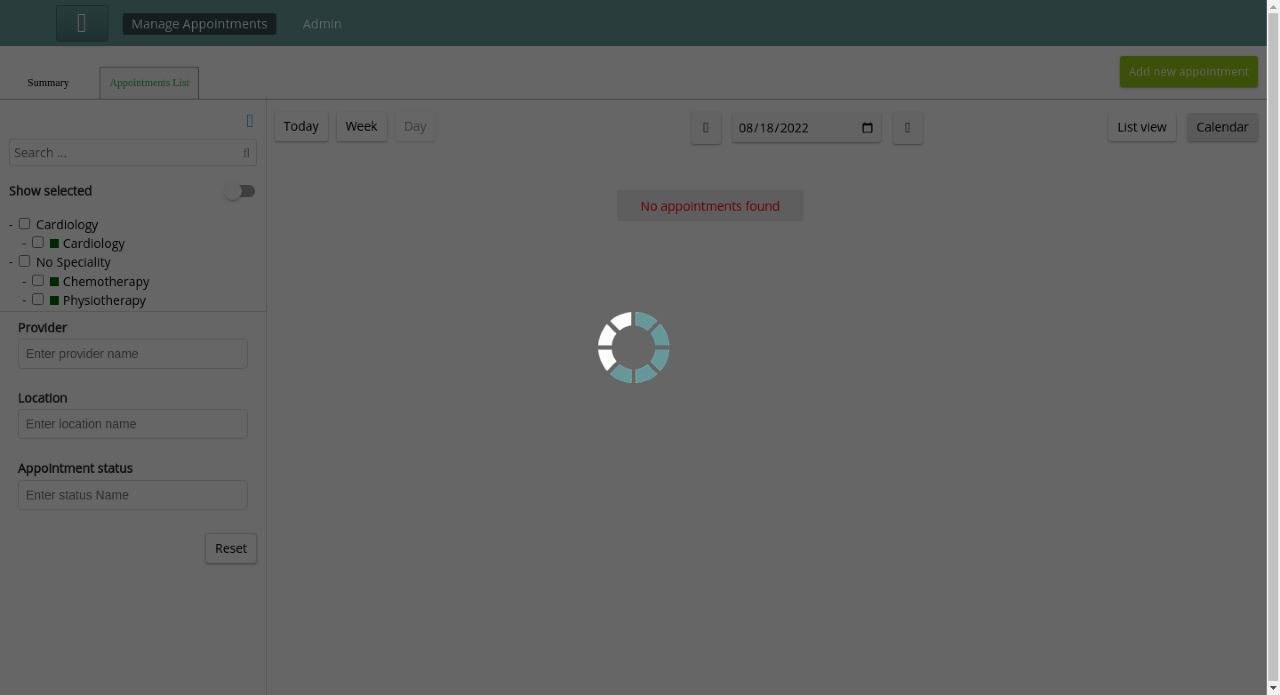 Manage Appointments
Admin
Summary
Appointments List
Add new appointment
Today
Week
Day
08/18/2022
List view
Calendar
Search ...
No appointments found
Show selected
- Cardiology
- Cardiology
- No Speciality
- Chemotherapy
- Physiotherapy
Provider
Enter provider name
Location
Enter location name
Appointment status
Enter status Name
Reset